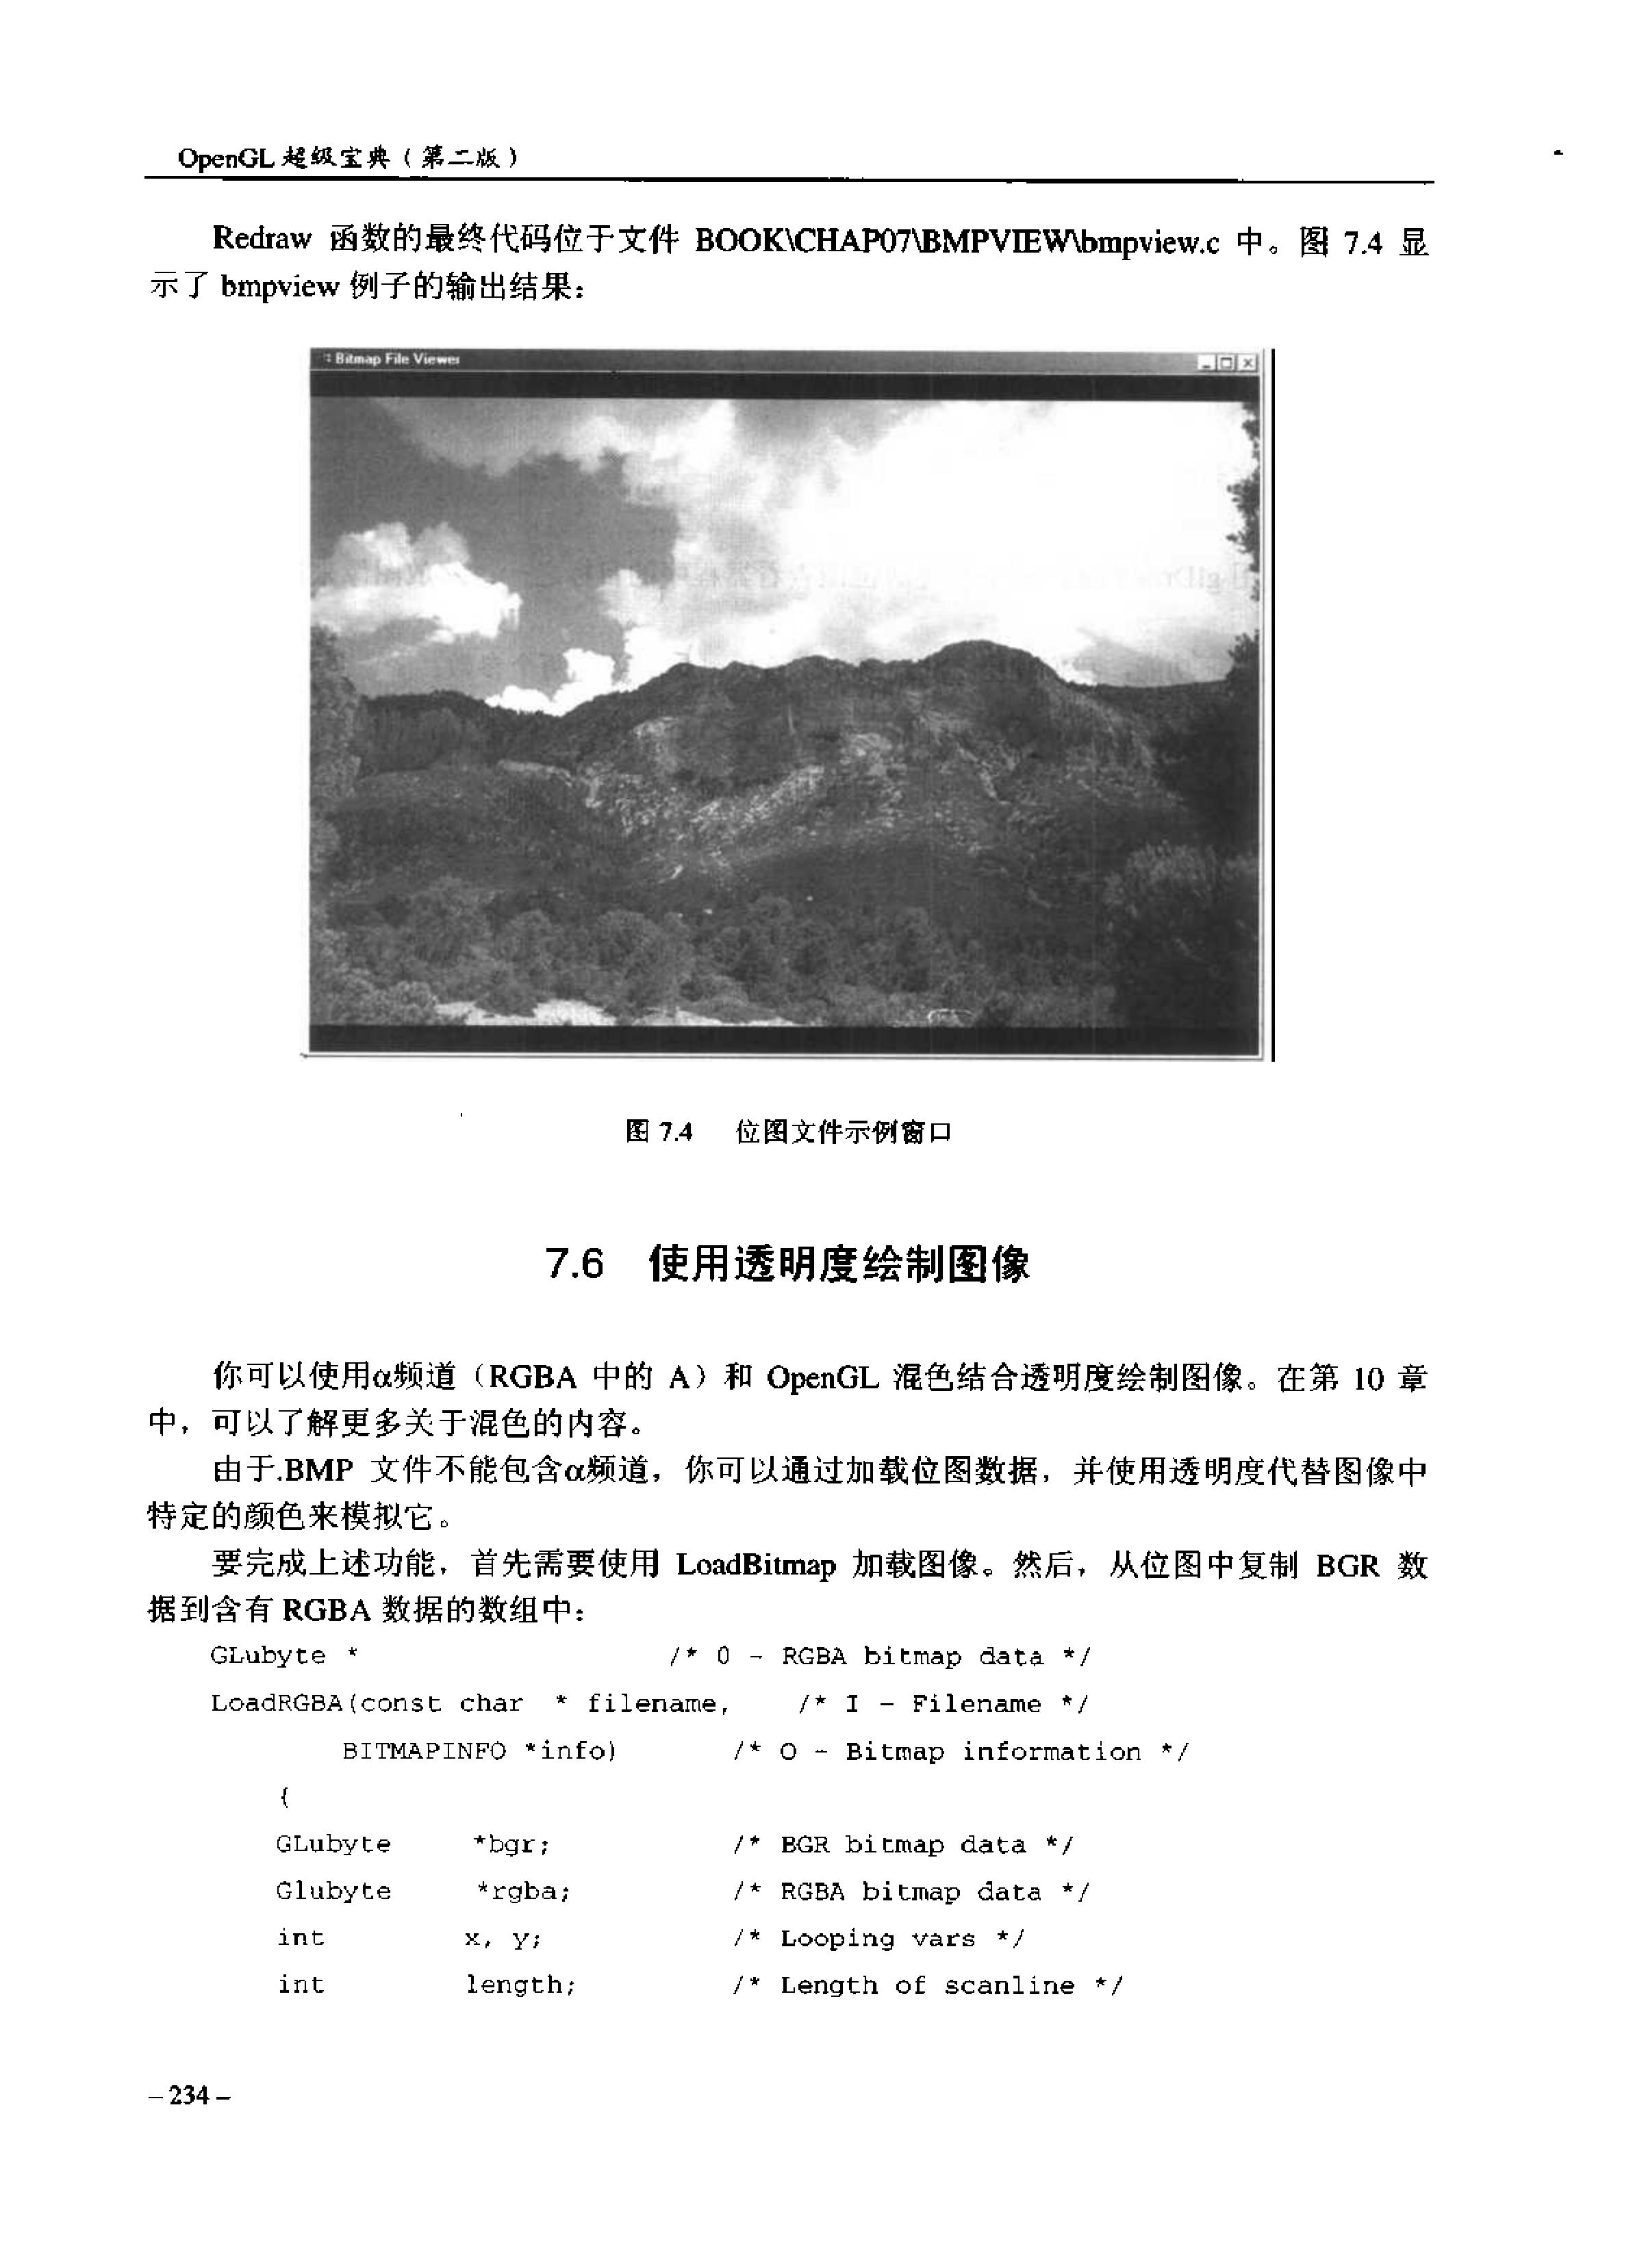 OpenGL 超级宝典（第二版）
Redraw 函数的最终代码位于文件 BOOK\CHAP07\BMPVIEW\bmpview.c 中。图 7.4 显
示了 bmpview 例子的输出结果：
Bitmap File Viewer
图 7.4 位图文件示例窗口
7.6 使用透明度绘制图像
你可以使用α频道（RGBA 中的 A）和 OpenGL 混色结合透明度绘制图像。在第 10 章
中，可以了解更多关于混色的内容。
由于.BMP 文件不能包含α频道，你可以通过加载位图数据，并使用透明度代替图像中
特定的颜色来模拟它。
要完成上述功能，首先需要使用 LoadBitmap 加载图像。然后，从位图中复制 BGR 数
据到含有 RGBA 数据的数组中：
GLubyte * /* 0 - RGBA bitmap data */
LoadRGBA(const char * filename, /* I - Filename */
BITMAPINFO *info) /* O - Bitmap information */
{
GLubyte *bgr; /* BGR bitmap data */
Glubyte *rgba; /* RGBA bitmap data */
int x, y; /* Looping vars */
int length; /* Length of scanline */
– 234 –